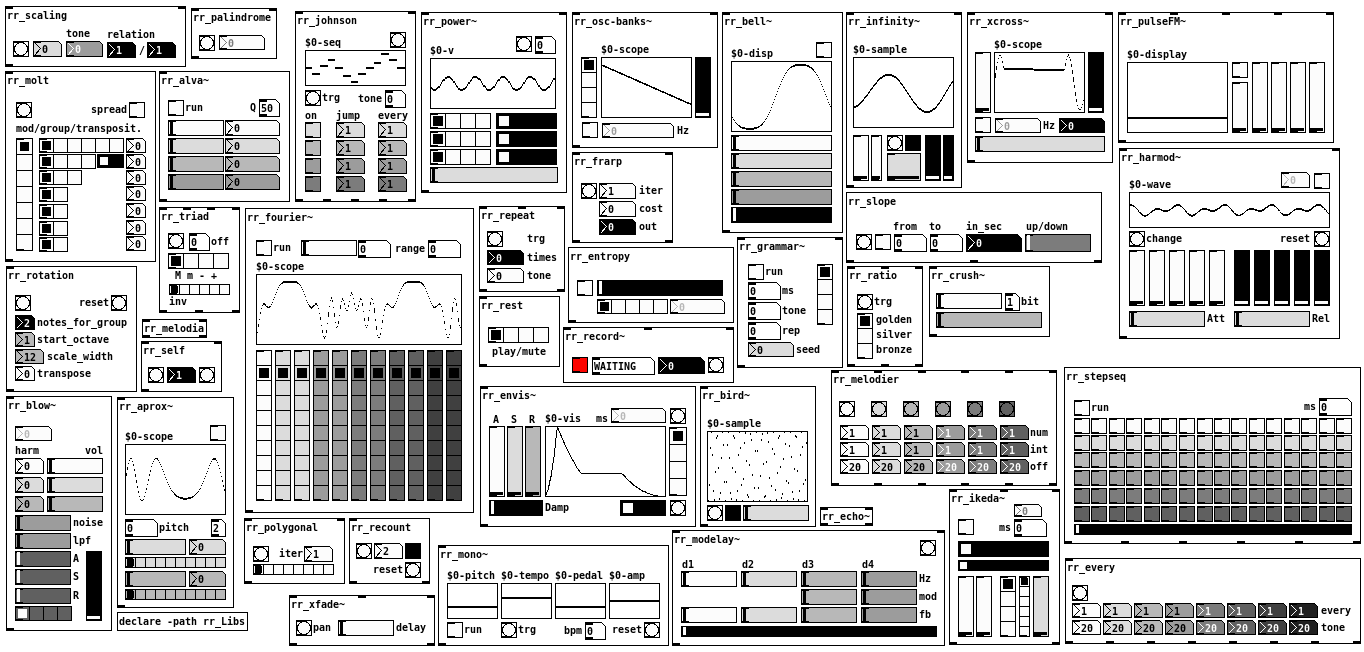 rr_scaling
tone
relation
0
0
1 / 1
rr_palindrome
0
rr_johnson
$0-seq
trg
tone 0
on
jump
every
1 1
1 1
1 1
1 1
rr_power~
$0-v
0
rr_osc-banks~
$0-scope
0 Hz
rr_bell~
$0-disp
rr_infinity~
$0-sample
rr_xcross~
$0-scope
0 Hz 0
rr_pulseFM~
$0-display
rr_molt
spread
mod/group/transposit.
0
0
0
0
0
0
0
rr_alva~
run
Q 50
0
0
0
0
rr_frarp
1 iter
0 cost
0 out
rr_harmod~
0
$0-wave
change
reset
Att
Rel
rr_slope
from
to
in_sec
up/down
0
0
0
rr_triad
0 off
M m - +
inv
rr_fourier~
run
0
range 0
$0-scope
rr_repeat
trg
0 times
0 tone
rr_entropy
0
rr_grammar~
run
0 ms
0 tone
0 rep
0 seed
rr_ratio
trg
golden
silver
bronze
rr_crush~
1 bit
rr_rotation
reset
2 notes_for_group
1 start_octave
12 scale_width
0 transpose
rr_melodia
rr_self
1
rr_rest
play/mute
rr_record~
WAITING
0
rr_blow~
0
harm
vol
0
0
0
noise
lpf
A
S
R
rr_aprox~
$0-scope
0 pitch 2
0
0
declare -path rr_Libs
rr_envis~
A S R
$0-vis
ms 0
Damp
rr_bird~
$0-sample
rr_melodier
1 1 1 1 1 1 num
1 1 1 1 1 1 int
20 20 20 20 20 20 off
rr_stepseq
run
ms 0
rr_polygonal
iter 1
rr_recount
2
reset
rr_xfade~
pan
delay
rr_mono~
$0-pitch
$0-tempo
$0-pedal
$0-amp
run
trg
bpm 0
reset
rr_echo~
rr_modelay~
d1
d2
d3
d4
Hz
mod
fb
rr_ikeda~
0
ms 0
rr_every
1 1 1 1 1 1 1 1 every
20 20 20 20 20 20 20 20 tone